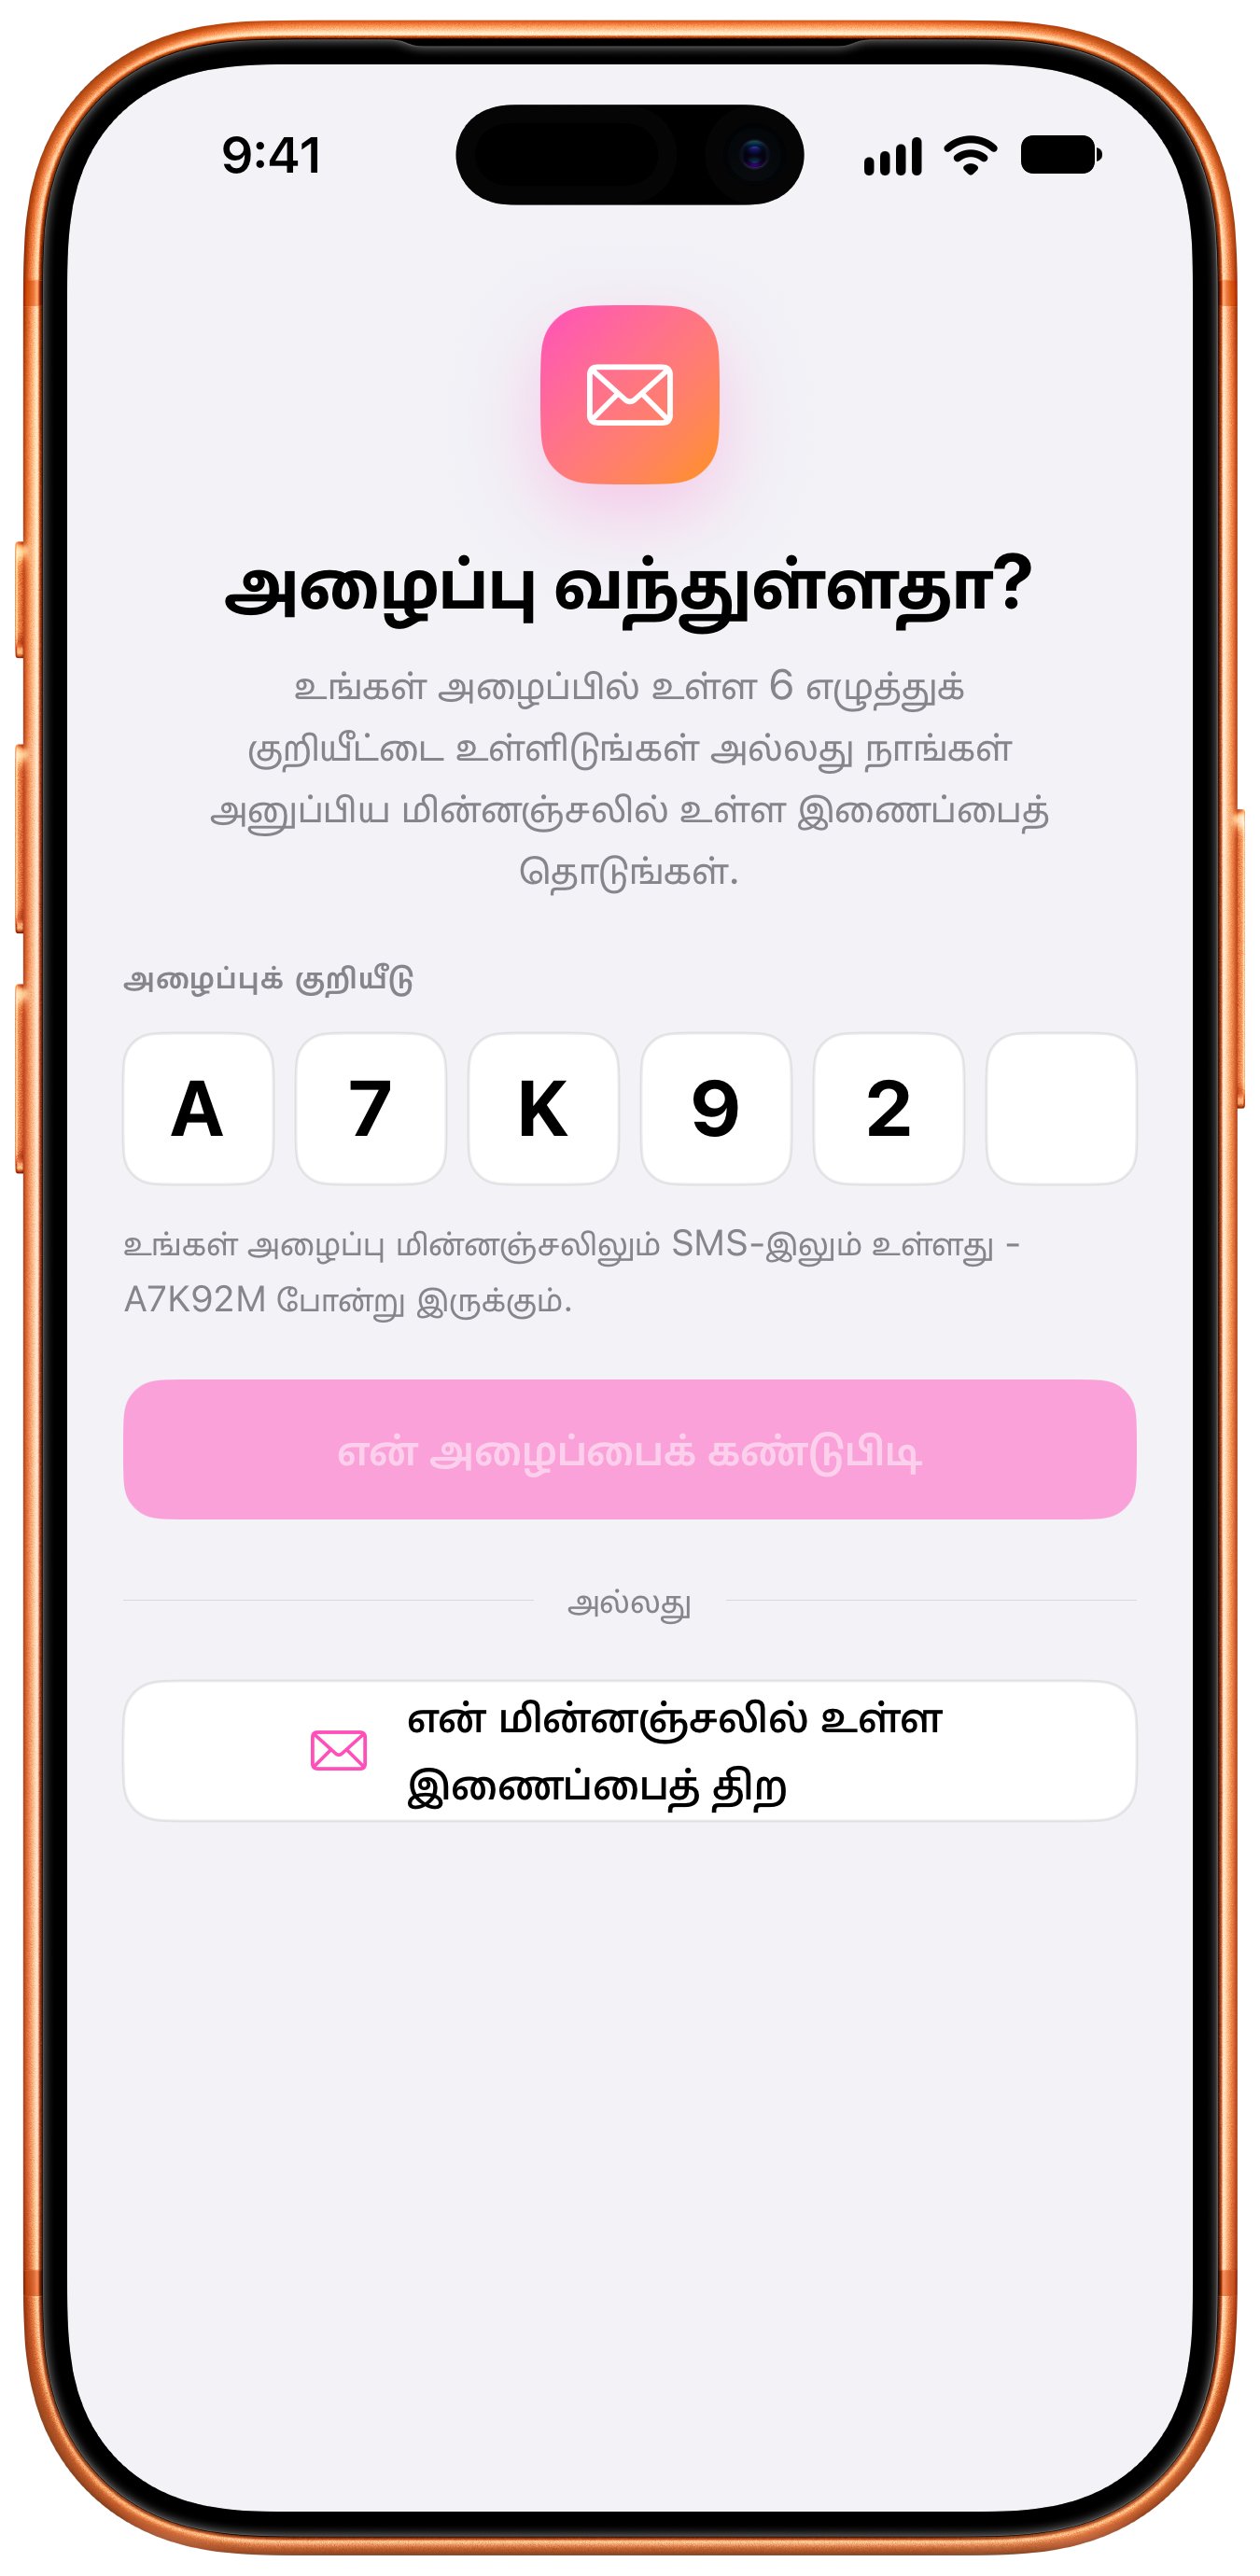 9:41
அழைப்பு வந்துள்ளதா?
உங்கள் அழைப்பில் உள்ள 6 எழுத்துக்
குறியீட்டை உள்ளிடுங்கள் அல்லது நாங்கள்
அனுப்பிய மின்னஞ்சலில் உள்ள இணைப்பைத்
தொடுங்கள்.
அழைப்புக் குறியீடு
A 7 K 9 2
உங்கள் அழைப்பு மின்னஞ்சலிலும் SMS-இலும் உள்ளது -
A7K92M போன்று இருக்கும்.
என் அழைப்பைக் கண்டுபிடி
அல்லது
என் மின்னஞ்சலில் உள்ள
இணைப்பைத் திற